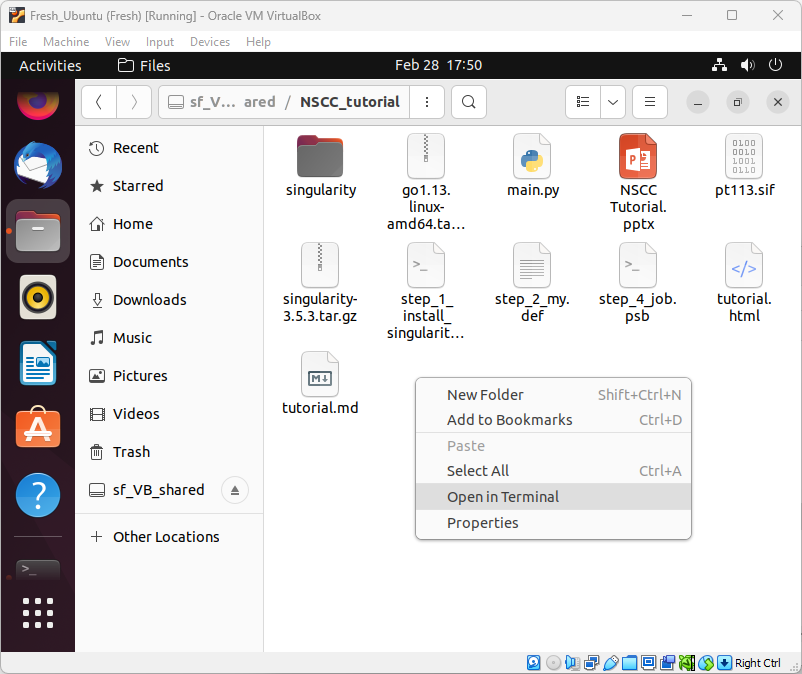 Fresh_Ubuntu (Fresh) [Running] - Oracle VM VirtualBox
File Machine View Input Devices Help
Activities Files Feb 28 17:50
sf_V... ared / NSCC_tutorial
Recent
Starred
Home
Documents
Downloads
Music
Pictures
Videos
Trash
sf_VB_shared
Other Locations
singularity
go1.13.
linux-
amd64.ta...
main.py
NSCC
Tutorial.
pptx
pt113.sif
singularity-
3.5.3.tar.gz
step_1_
install_
singularit...
step_2_my.
def
step_4_job.
psb
tutorial.
html
tutorial.md
New Folder Shift+Ctrl+N
Add to Bookmarks Ctrl+D
Paste
Select All Ctrl+A
Open in Terminal
Properties
Right Ctrl